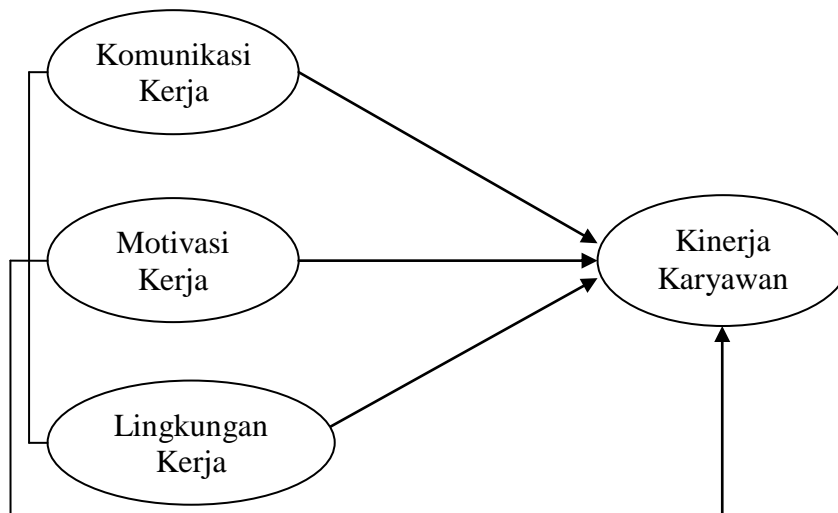 Komunikasi
Kerja
Motivasi
Kerja
Kinerja
Karyawan
Lingkungan
Kerja